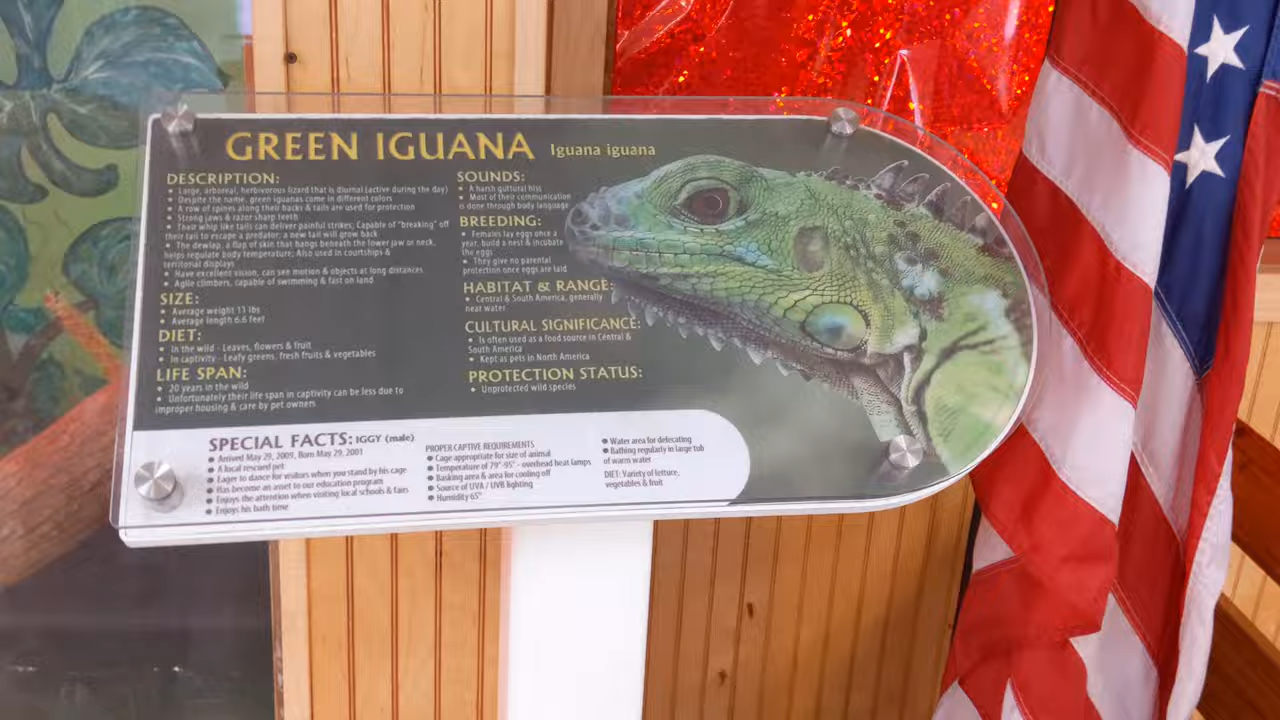 GREEN IGUANA Iguana iguana
DESCRIPTION:
• Large, arboreal, herbivorous lizard that is diurnal (active during the day)
• Despite the name, green iguanas come in different colors
• A row of spines along their backs & tails are used for protection
• Strong jaws & razor sharp teeth
• Their whip like tails can deliver painful strikes; Capable of "breaking" off
their tail to escape a predator; a new tail will grow back
• The dewlap, a flap of skin that hangs beneath the lower jaw or neck,
helps regulate body temperature; Also used in courtships &
territorial displays
• Have excellent vision, can see motion & objects at long distances
• Agile climbers, capable of swimming & fast on land
SIZE:
• Average weight 11 lbs
• Average length 6.6 feet
DIET:
• In the wild - Leaves, flowers & fruit
• In captivity - Leafy greens, fresh fruits & vegetables
LIFE SPAN:
• 20 years in the wild
• Unfortunately their life span in captivity can be less due to
improper housing & care by pet owners
SOUNDS:
• A harsh guttural hiss
• Most of their communication
is done through body language
BREEDING:
• Females lay eggs once a
year, build a nest & incubate
the eggs
• They give no parental
protection once eggs are laid
HABITAT & RANGE:
• Central & South America, generally
near water
CULTURAL SIGNIFICANCE:
• Is often used as a food source in Central &
South America
• Kept as pets in North America
PROTECTION STATUS:
• Unprotected wild species
SPECIAL FACTS: IGGY (male)
• Arrived May 29, 2009, Born May 29, 2001
• A local rescued pet
• Eager to dance for visitors when you stand by his cage
• Has become an asset to our education program
• Enjoys the attention when visiting local schools & fairs
• Enjoys his bath time
PROPER CAPTIVE REQUIREMENTS
• Cage appropriate for size of animal
• Temperature of 79°-95° - overhead heat lamps
• Basking area & area for cooling off
• Source of UVA / UVB lighting
• Humidity 65°
• Water area for defecating
• Bathing regularly in large tub
of warm water
DIET: Variety of lettuce,
vegetables & fruit